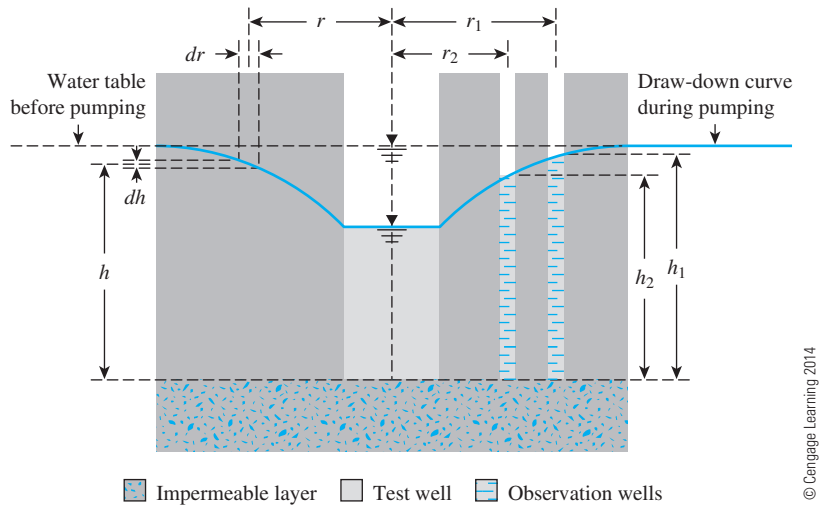 r
r1
dr
r2
Water table
before pumping
Draw-down curve
during pumping
dh
h
h2
h1
© Cengage Learning 2014
Impermeable layer
Test well
Observation wells